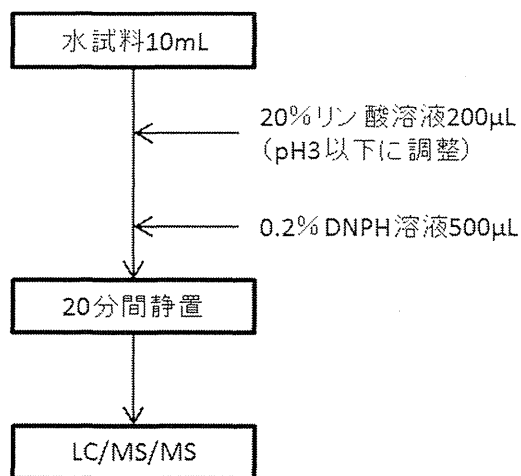 水試料10mL
20%リン酸溶液200μL
（pH3以下に調整）
0.2%DNPH溶液500μL
20分間静置
LC/MS/MS